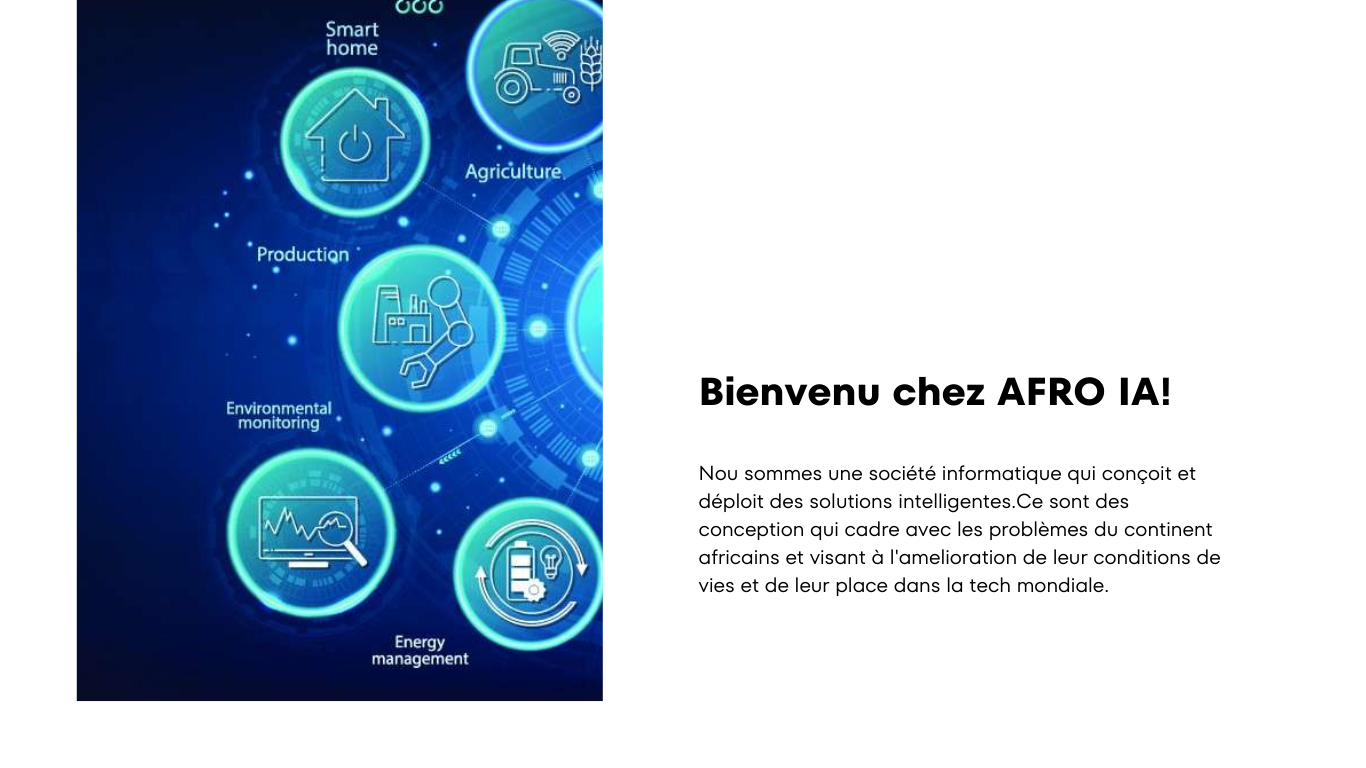 Smart
home
Agriculture
Production
Environmental
monitoring
Energy
management
Bienvenu chez AFRO IA!
Nou sommes une société informatique qui conçoit et
déploit des solutions intelligentes.Ce sont des
conception qui cadre avec les problèmes du continent
africains et visant à l'amelioration de leur conditions de
vies et de leur place dans la tech mondiale.